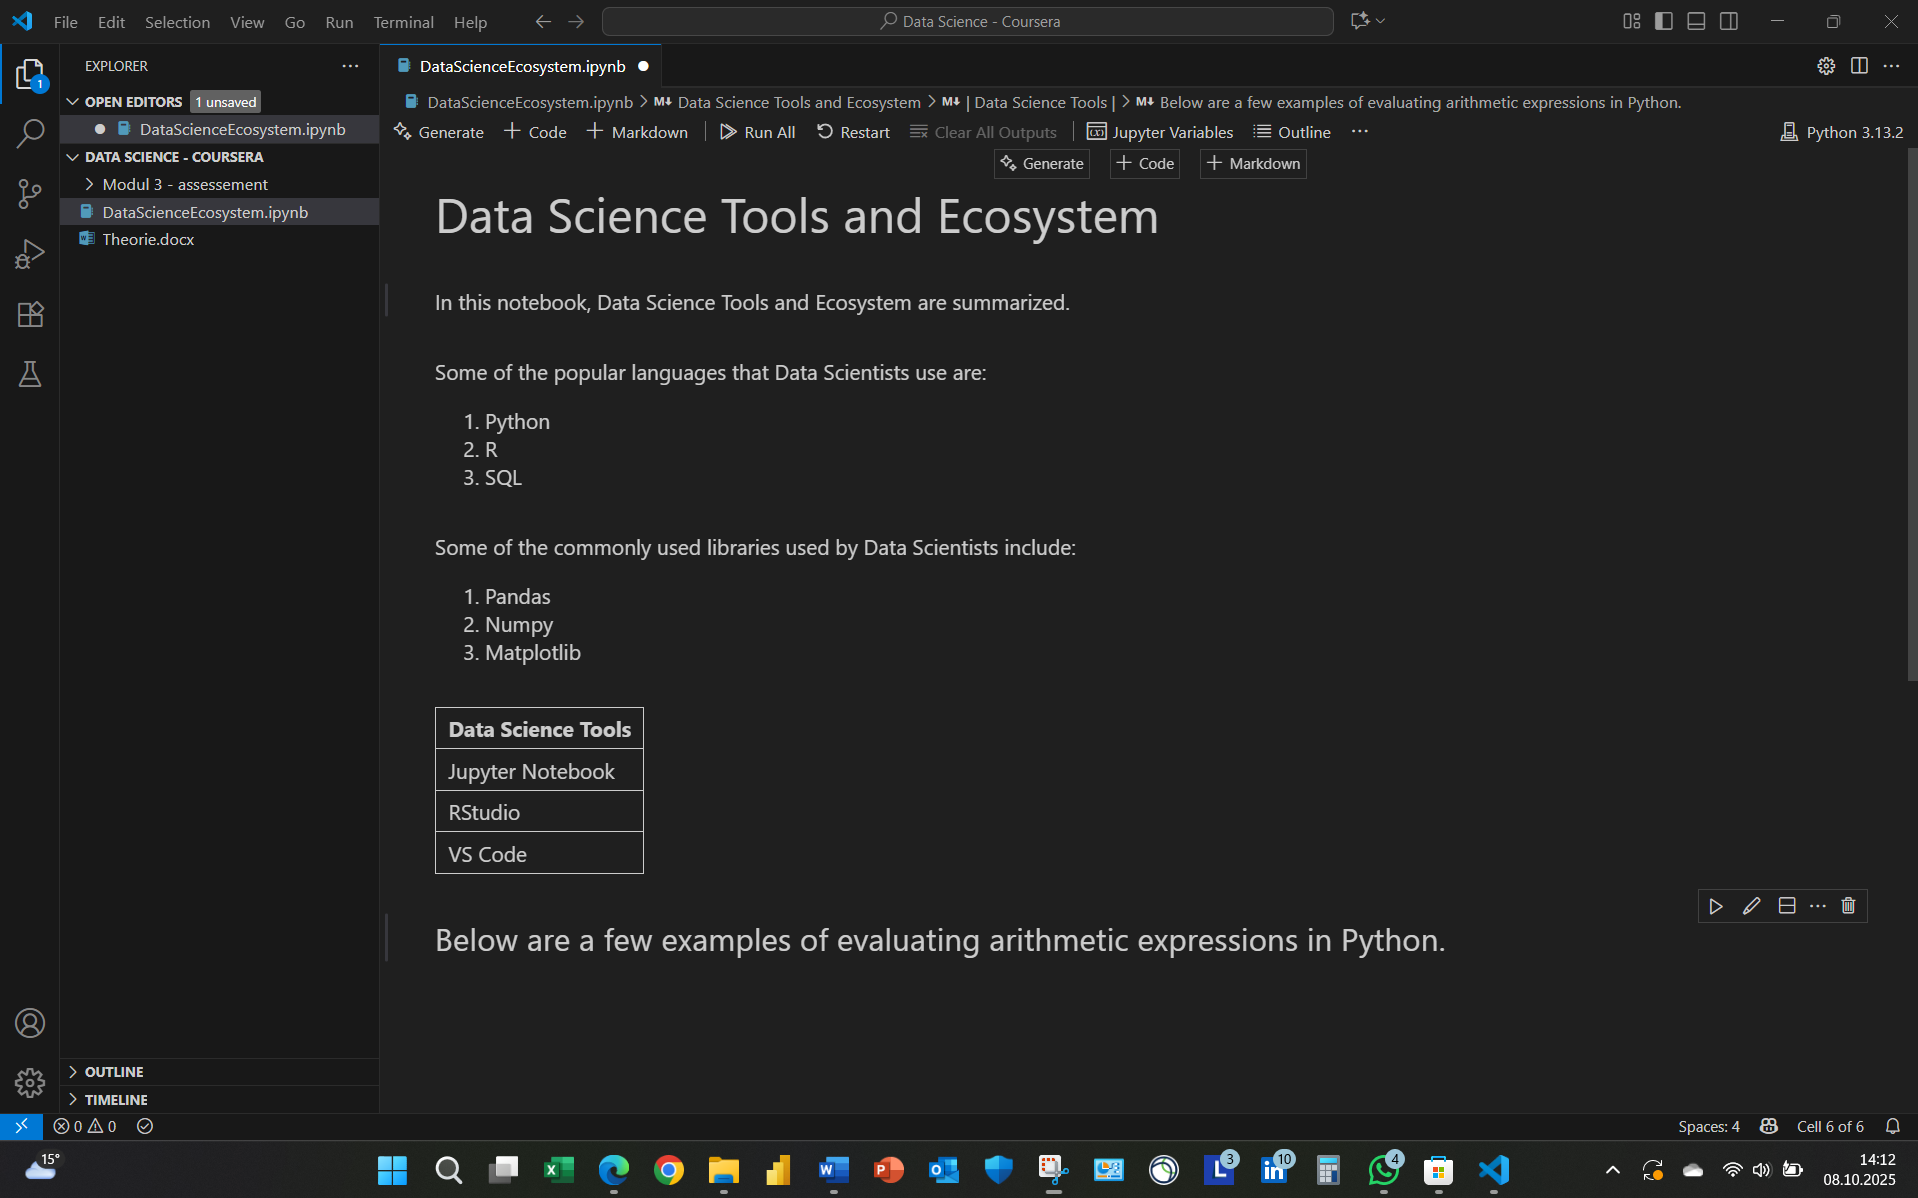 File Edit Selection View Go Run Terminal Help
Data Science - Coursera
EXPLORER
OPEN EDITORS 1 unsaved
DataScienceEcosystem.ipynb
DATA SCIENCE - COURSERA
Modul 3 - assessement
DataScienceEcosystem.ipynb
Theorie.docx
OUTLINE
TIMELINE
DataScienceEcosystem.ipynb
DataScienceEcosystem.ipynb > M↓ Data Science Tools and Ecosystem > M↓ | Data Science Tools | > M↓ Below are a few examples of evaluating arithmetic expressions in Python.
Generate + Code + Markdown | Run All Restart Clear All Outputs | Jupyter Variables Outline ...
Python 3.13.2
Generate + Code + Markdown
Data Science Tools and Ecosystem
In this notebook, Data Science Tools and Ecosystem are summarized.
Some of the popular languages that Data Scientists use are:
1. Python
2. R
3. SQL
Some of the commonly used libraries used by Data Scientists include:
1. Pandas
2. Numpy
3. Matplotlib
Data Science Tools
Jupyter Notebook
RStudio
VS Code
Below are a few examples of evaluating arithmetic expressions in Python.
1
0 0
Spaces: 4 Cell 6 of 6
15°
3 10 4
14:12
08.10.2025